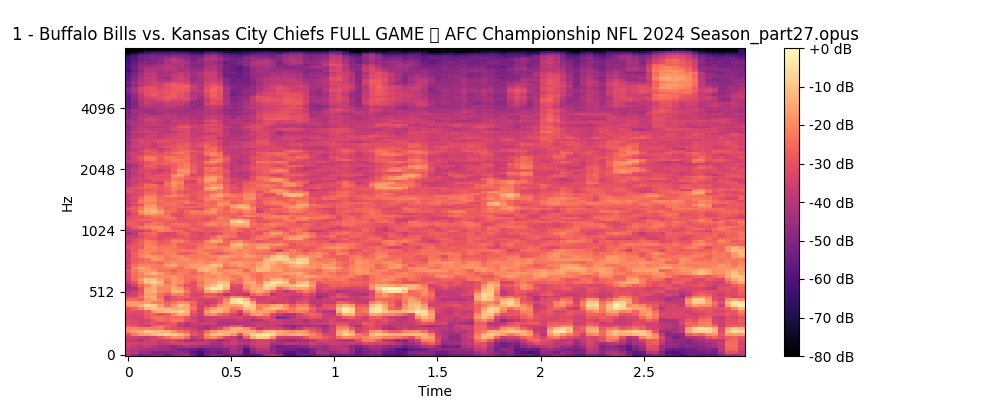 1 - Buffalo Bills vs. Kansas City Chiefs FULL GAME AFC Championship NFL 2024 Season_part27.opus
Hz
4096
2048
1024
512
0
0 0.5 1 1.5 2 2.5
Time
+0 dB
-10 dB
-20 dB
-30 dB
-40 dB
-50 dB
-60 dB
-70 dB
-80 dB